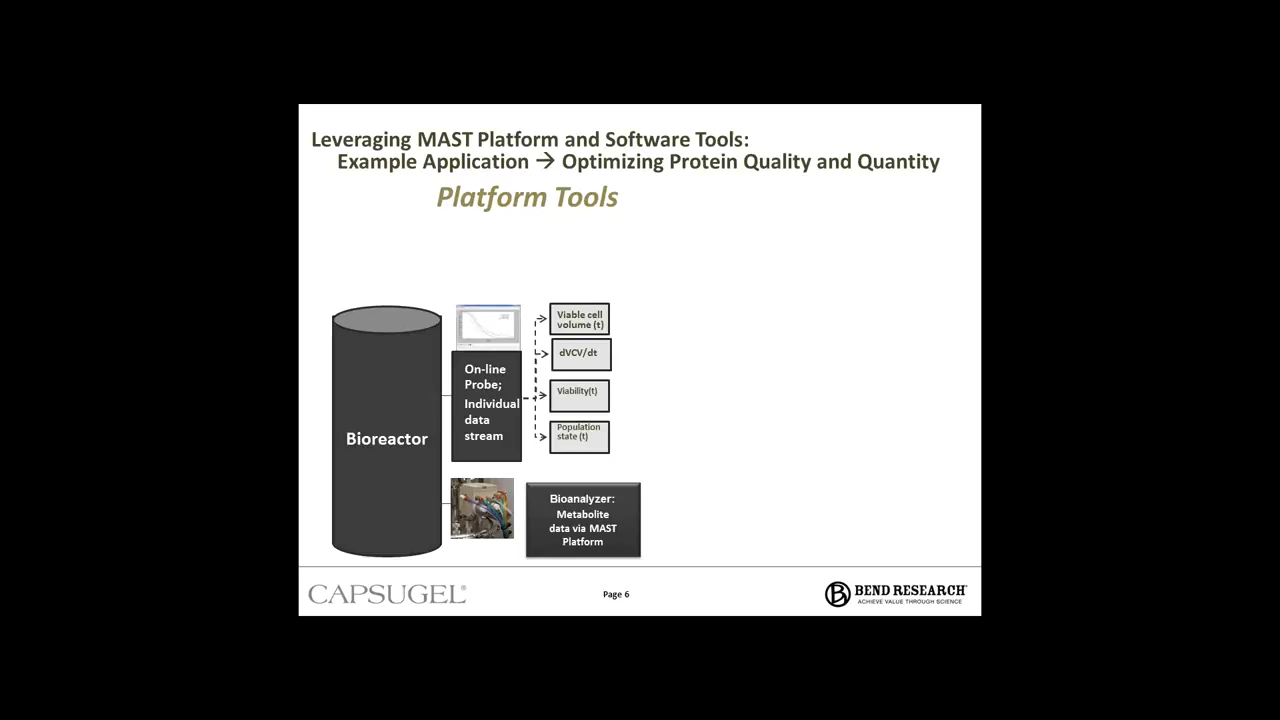 Leveraging MAST Platform and Software Tools:
Example Application → Optimizing Protein Quality and Quantity
Platform Tools
Bioreactor
On-line
Probe;
Individual
data
stream
Viable cell
volume (t)
dVCV/dt
Viability(t)
Population
state (t)
Bioanalyzer:
Metabolite
data via MAST
Platform
CAPSUGEL®
Page 6
BEND RESEARCH
ACHIEVE VALUE THROUGH SCIENCE